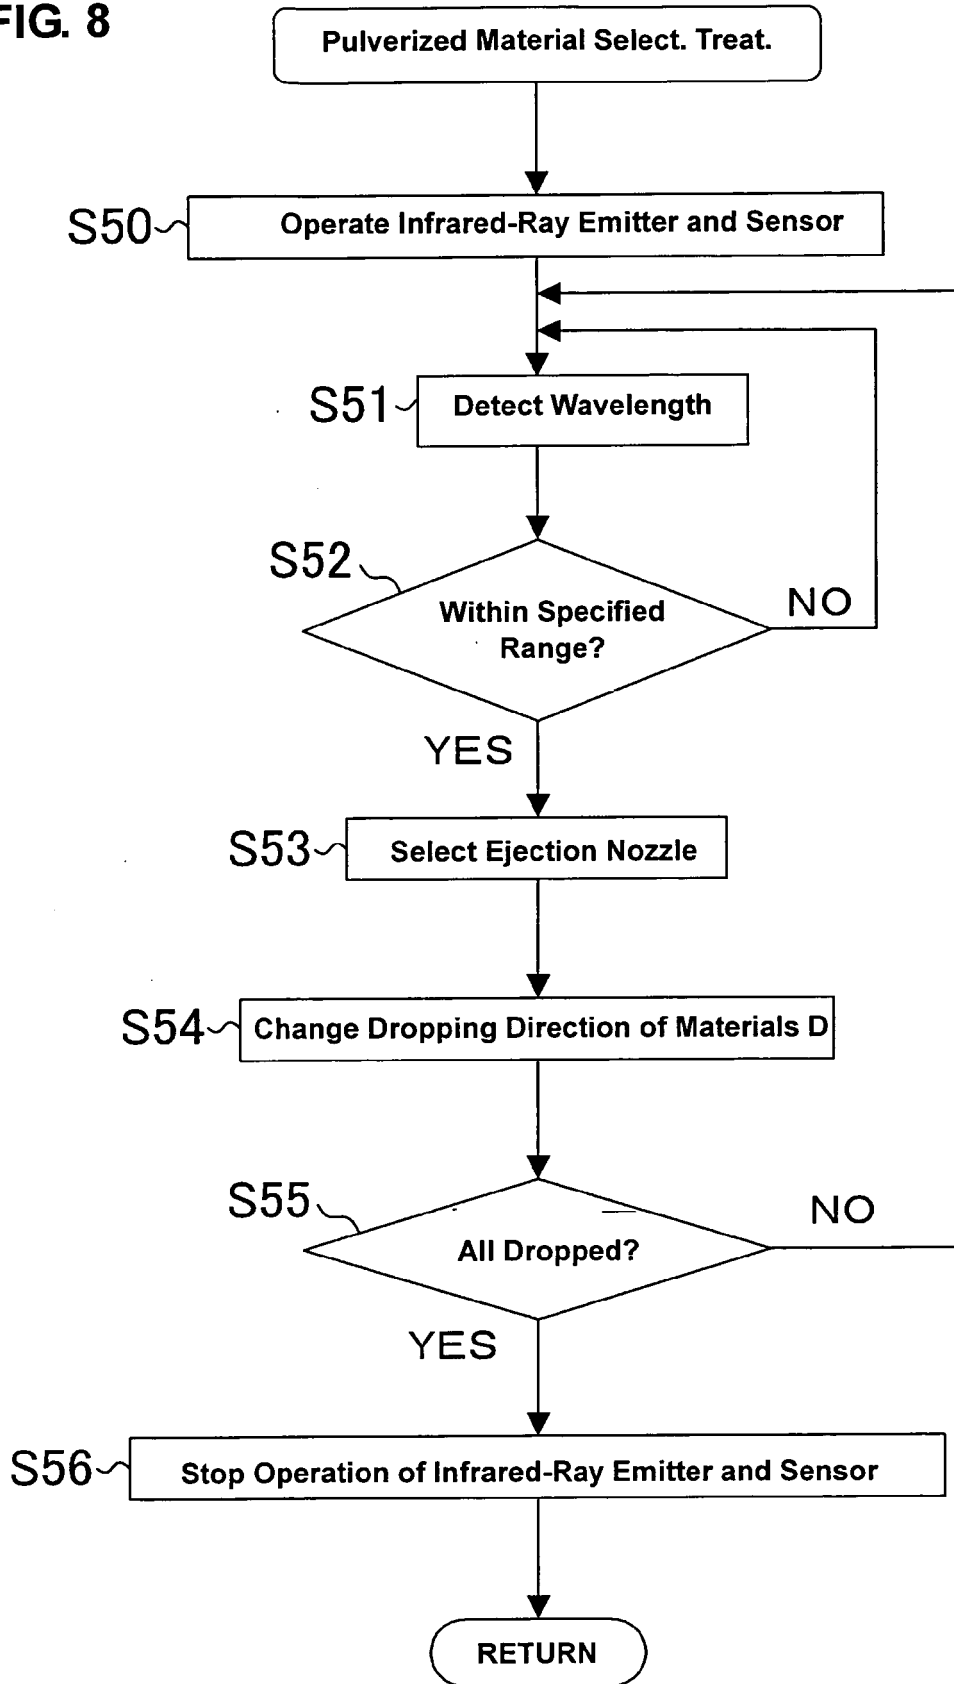 FIG. 8
Pulverized Material Select. Treat.
S50
Operate Infrared-Ray Emitter and Sensor
S51
Detect Wavelength
S52
Within Specified
Range?
NO
YES
S53
Select Ejection Nozzle
S54
Change Dropping Direction of Materials D
S55
All Dropped?
NO
YES
S56
Stop Operation of Infrared-Ray Emitter and Sensor
RETURN